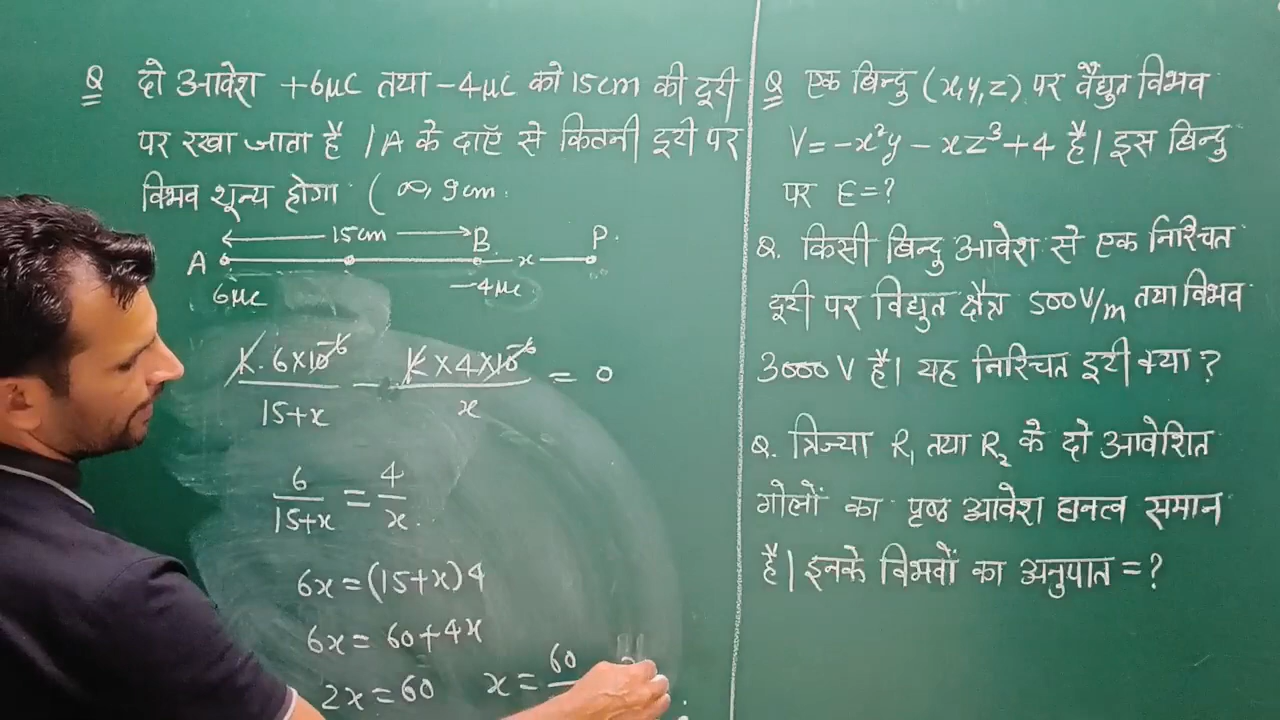 Q दो आवेश +6μC तथा -4μC को 15cm की दूरी
पर रखा जाता है । A के दाएँ से कितनी दूरी पर
विभव शून्य होगा ( ∞, 9cm.
15cm
A B x P.
6μC -4μC
K.6×10⁻⁶ / 15+x - K×4×10⁻⁶ / x = 0
6 / 15+x = 4 / x
6x = (15+x)4
6x = 60+4x
2x = 60 x = 60
Q एक बिन्दु (x,y,z) पर वैद्युत विभव
V = -x²y - xz³ + 4 है। इस बिन्दु
पर E = ?
Q. किसी बिन्दु आवेश से एक निश्चित
दूरी पर विद्युत क्षैत्र 500V/m तथा विभव
3000 V है। यह निश्चित दूरी क्या ?
Q. त्रिज्या R₁ तथा R₂ के दो आवेशित
गोलों का पृष्ठ आवेश घनत्व समान
है। इनके विभवों का अनुपात = ?